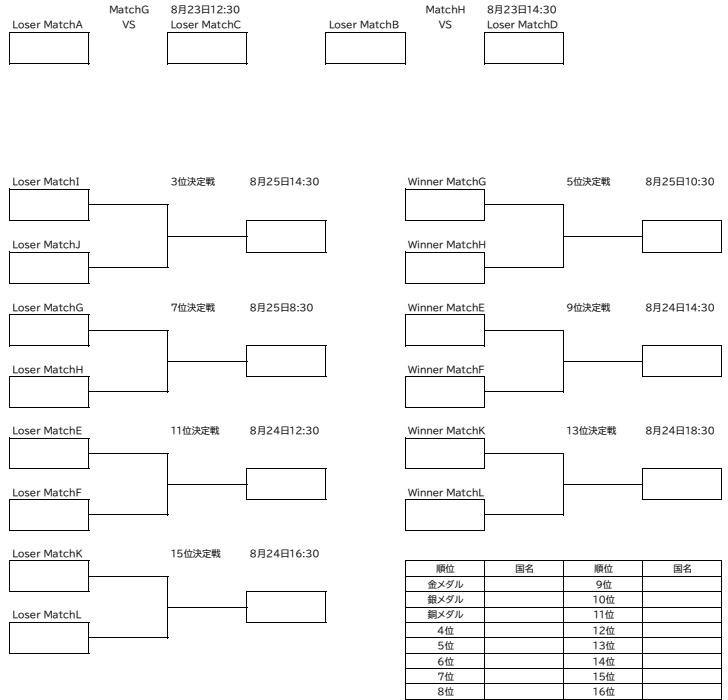 MatchG 8月23日12:30
Loser MatchA VS Loser MatchC
MatchH 8月23日14:30
Loser MatchB VS Loser MatchD
Loser MatchI 3位決定戦 8月25日14:30
Loser MatchJ
Winner MatchG 5位決定戦 8月25日10:30
Winner MatchH
Loser MatchG 7位決定戦 8月25日8:30
Loser MatchH
Winner MatchE 9位決定戦 8月24日14:30
Winner MatchF
Loser MatchE 11位決定戦 8月24日12:30
Loser MatchF
Winner MatchK 13位決定戦 8月24日18:30
Winner MatchL
Loser MatchK 15位決定戦 8月24日16:30
Loser MatchL
順位 国名 順位 国名
金メダル 9位
銀メダル 10位
銅メダル 11位
4位 12位
5位 13位
6位 14位
7位 15位
8位 16位